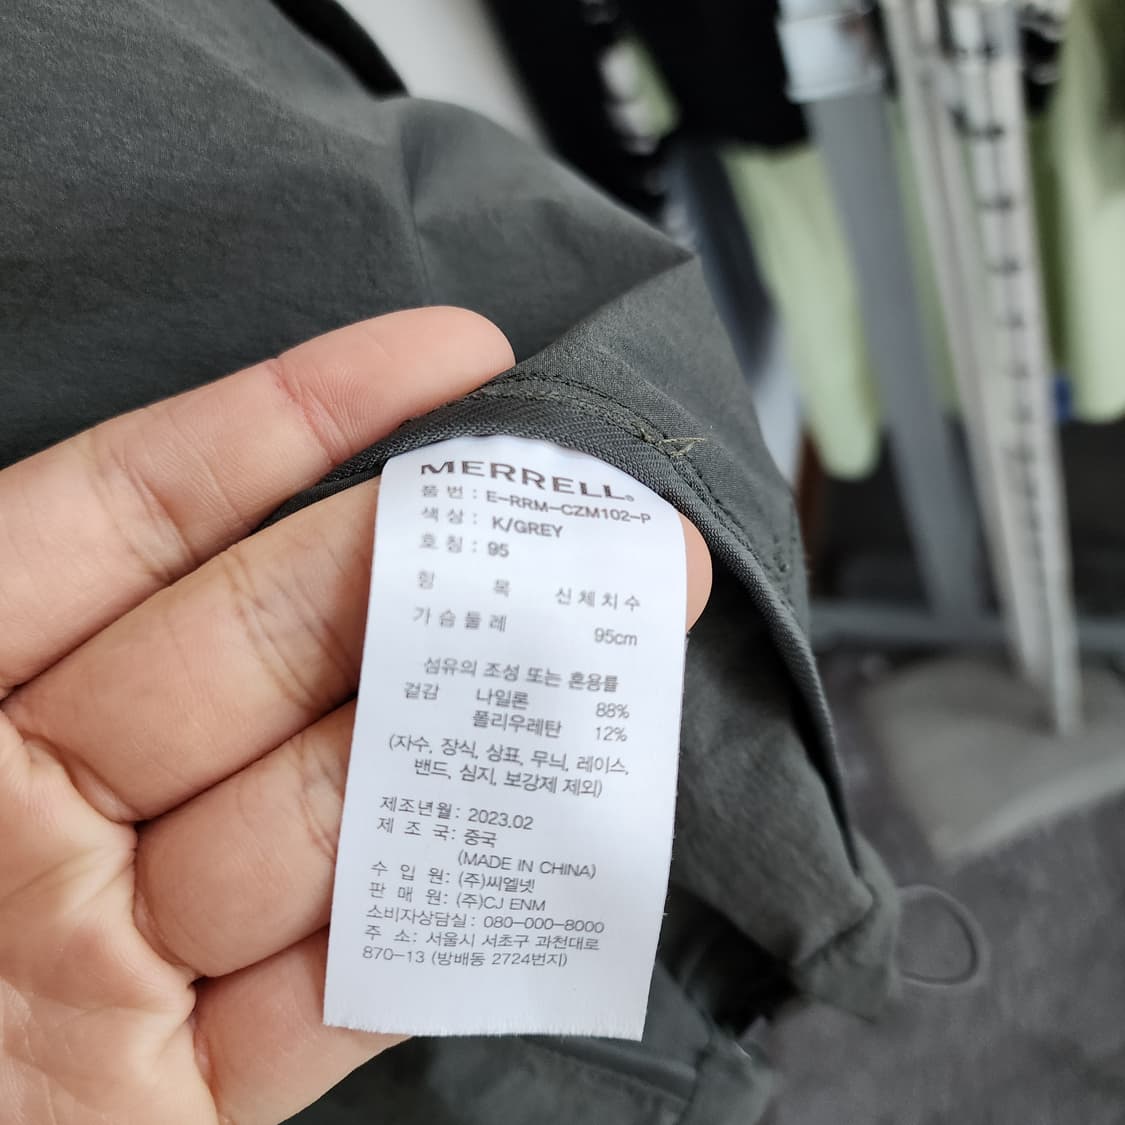 MERRELL®
품 번 : E-RRM-CZM102-P
색 상 : K/GREY
호 칭 : 95
항 목 신체치수
가슴둘레 95cm
섬유의 조성 또는 혼용률
겉감 나일론 88%
폴리우레탄 12%
(자수, 장식, 상표, 무늬, 레이스,
밴드, 심지, 보강제 제외)
제조년월: 2023.02
제 조 국: 중국
(MADE IN CHINA)
수 입 원: (주)씨엘넷
판 매 원: (주)CJ ENM
소비자상담실: 080-000-8000
주 소: 서울시 서초구 과천대로
870-13 (방배동 2724번지)